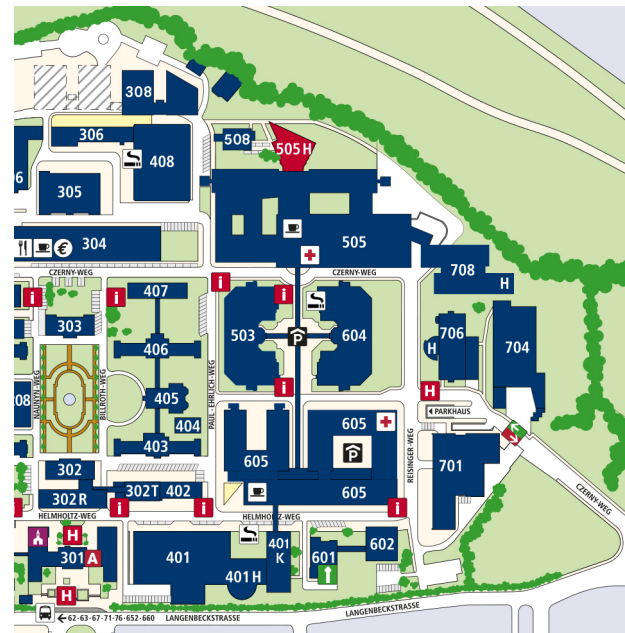 308
306
508
505 H
408
06
305
304
€
505
CZERNY-WEG
CZERNY-WEG
708
H
i
407
i
i
i
303
503
604
P
706
H
704
406
NAUNYN-WEG
BILLROTH-WEG
PAUL-EHRLICH-WEG
405
208
404
403
i
H
PARKHAUS
605
605
P
REISINGER-WEG
701
302
302 R
302T
402
605
CZERNY-WEG
i
i
i
i
HELMHOLTZ-WEG
HELMHOLTZ-WEG
H
301
A
H
401
401
K
401 H
601
602
62-63-67-71-76-652-660
LANGENBECKSTRASSE
LANGENBECKSTRASSE